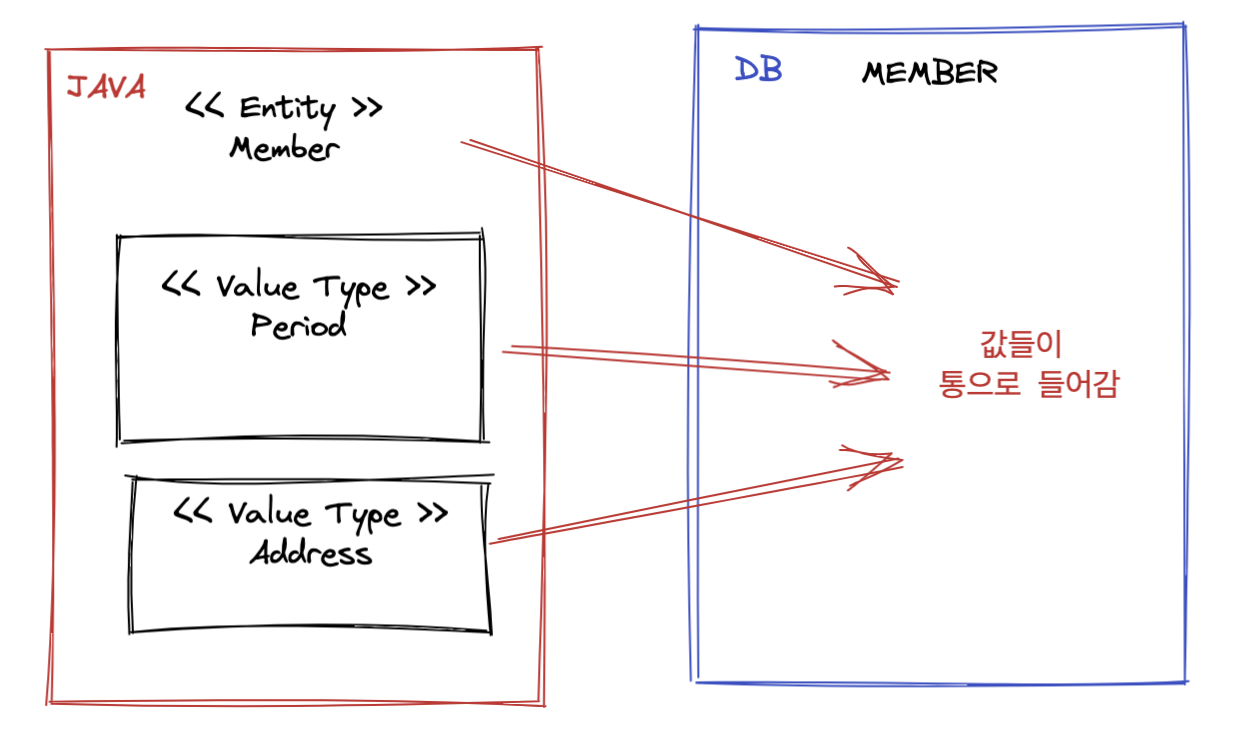 JAVA
<< Entity >>
Member
<< Value Type >>
Period
<< Value Type >>
Address
DB
MEMBER
값들이
통으로 들어감